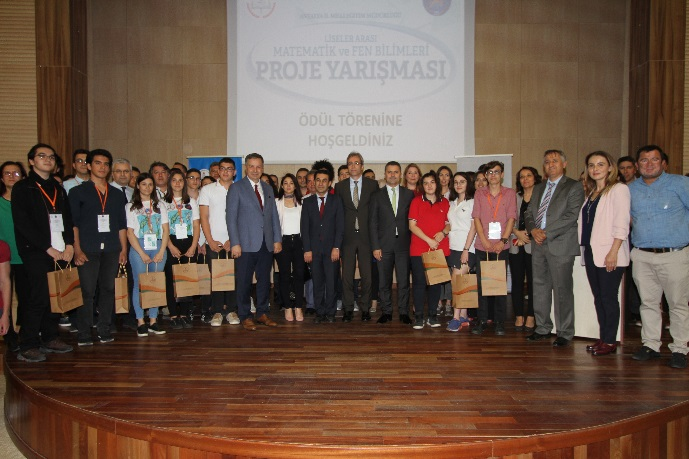 LİSELER ARASI
MATEMATİK ve FEN BİLİMLERİ
PROJE YARIŞMASI
ÖDÜL TÖRENİNE
HOŞGELDİNİZ